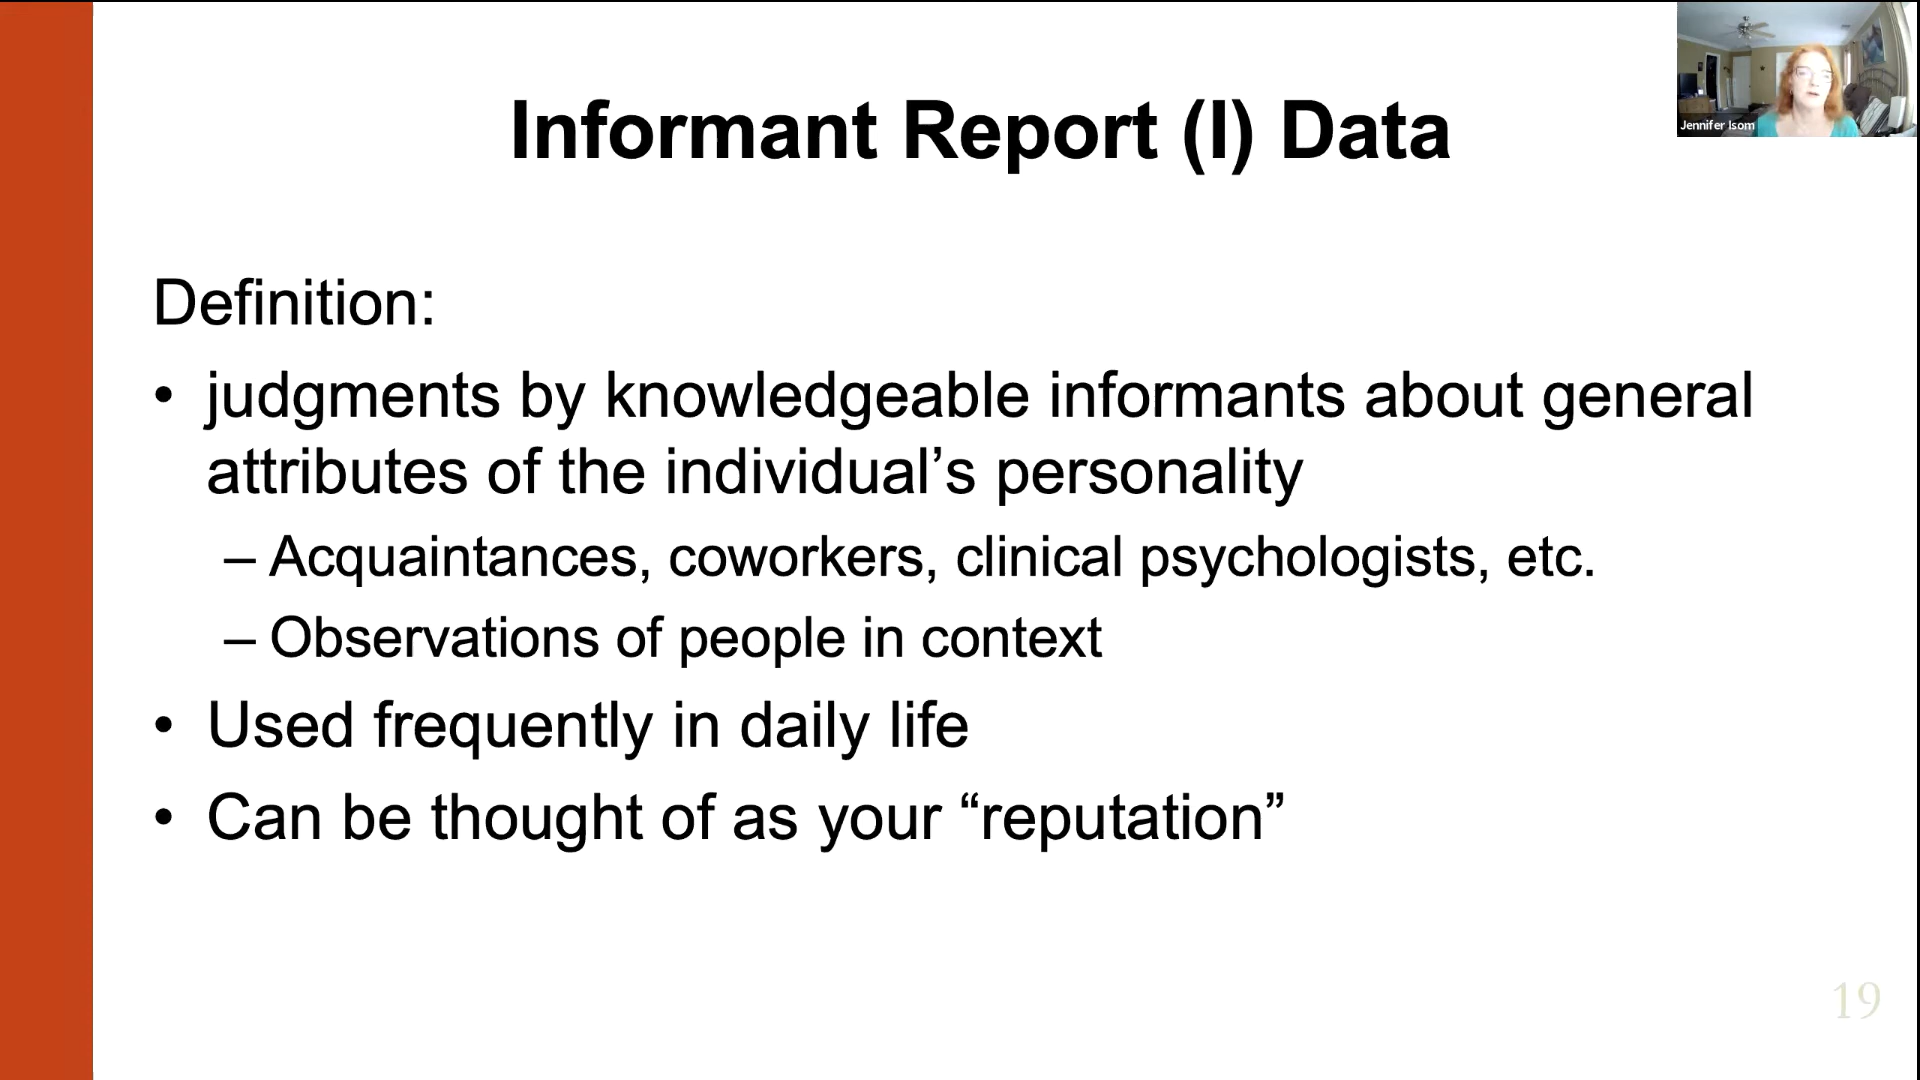 Jennifer Isom
Informant Report (I) Data
Definition:
• judgments by knowledgeable informants about general
attributes of the individual’s personality
– Acquaintances, coworkers, clinical psychologists, etc.
– Observations of people in context
• Used frequently in daily life
• Can be thought of as your “reputation”
19